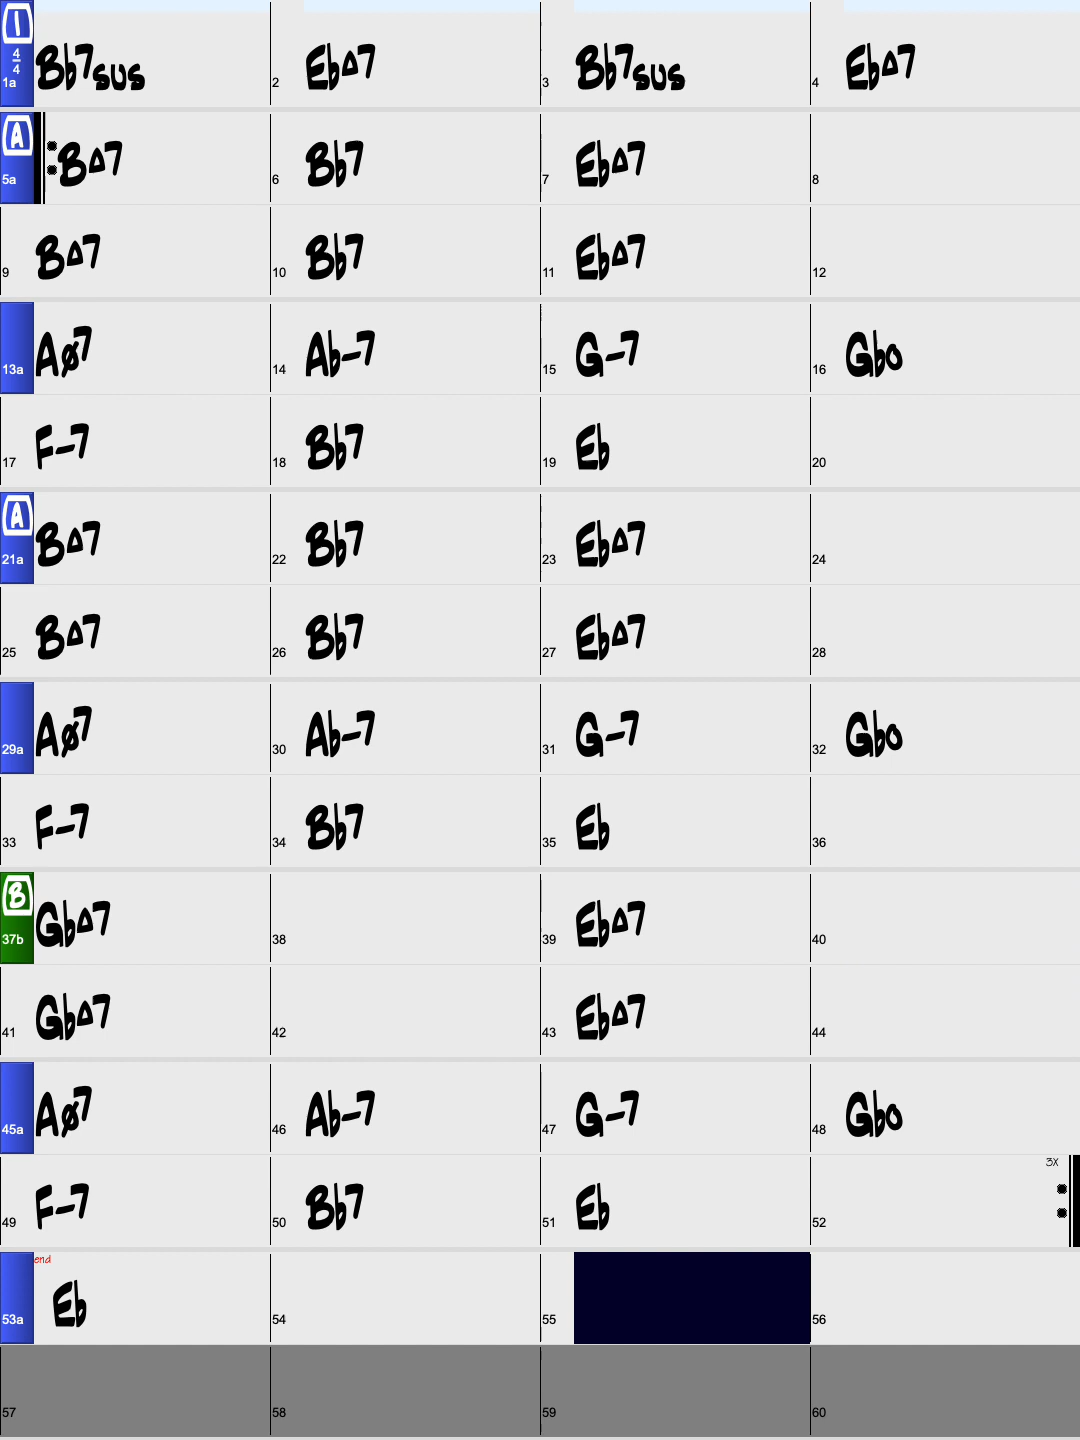 I 4/4 1a Bb7sus 2 EbΔ7 3 Bb7sus 4 EbΔ7
A 5a BΔ7 6 Bb7 7 EbΔ7 8
9 BΔ7 10 Bb7 11 EbΔ7 12
13a Aø7 14 Ab-7 15 G-7 16 Gbo
17 F-7 18 Bb7 19 Eb 20
A 21a BΔ7 22 Bb7 23 EbΔ7 24
25 BΔ7 26 Bb7 27 EbΔ7 28
29a Aø7 30 Ab-7 31 G-7 32 Gbo
33 F-7 34 Bb7 35 Eb 36
B 37b GbΔ7 38 39 EbΔ7 40
41 GbΔ7 42 43 EbΔ7 44
45a Aø7 46 Ab-7 47 G-7 48 Gbo
49 F-7 50 Bb7 51 Eb 52 3X
end 53a Eb 54 55 56
57 58 59 60